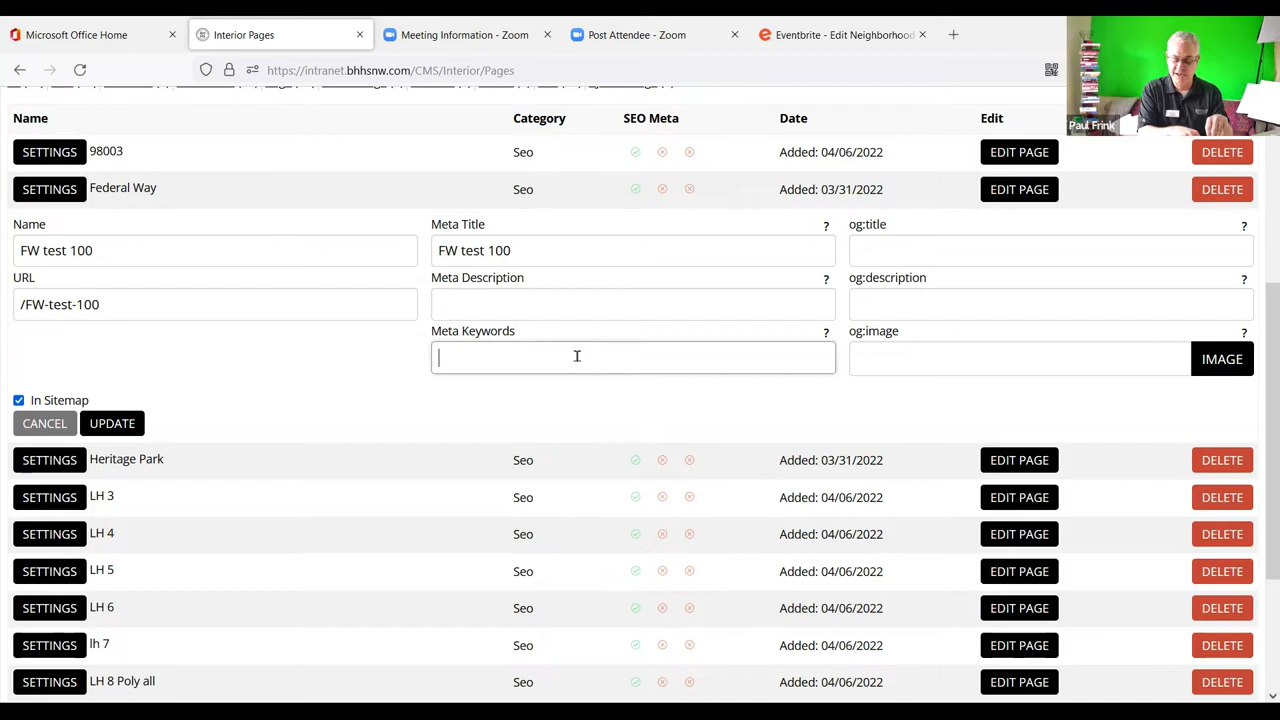 Microsoft Office Home
Interior Pages
Meeting Information - Zoom
Post Attendee - Zoom
Eventbrite - Edit Neighborhood
https://intranet.bhhsnw.com/CMS/Interior/Pages
Paul Frink
Name Category SEO Meta Date Edit
SETTINGS 98003 Seo Added: 04/06/2022 EDIT PAGE DELETE
SETTINGS Federal Way Seo Added: 03/31/2022 EDIT PAGE DELETE
Name Meta Title ? og:title ?
FW test 100 FW test 100
URL Meta Description ? og:description ?
/FW-test-100
Meta Keywords ? og:image ?
IMAGE
In Sitemap
CANCEL UPDATE
SETTINGS Heritage Park Seo Added: 03/31/2022 EDIT PAGE DELETE
SETTINGS LH 3 Seo Added: 04/06/2022 EDIT PAGE DELETE
SETTINGS LH 4 Seo Added: 04/06/2022 EDIT PAGE DELETE
SETTINGS LH 5 Seo Added: 04/06/2022 EDIT PAGE DELETE
SETTINGS LH 6 Seo Added: 04/06/2022 EDIT PAGE DELETE
SETTINGS lh 7 Seo Added: 04/06/2022 EDIT PAGE DELETE
SETTINGS LH 8 Poly all Seo Added: 04/06/2022 EDIT PAGE DELETE